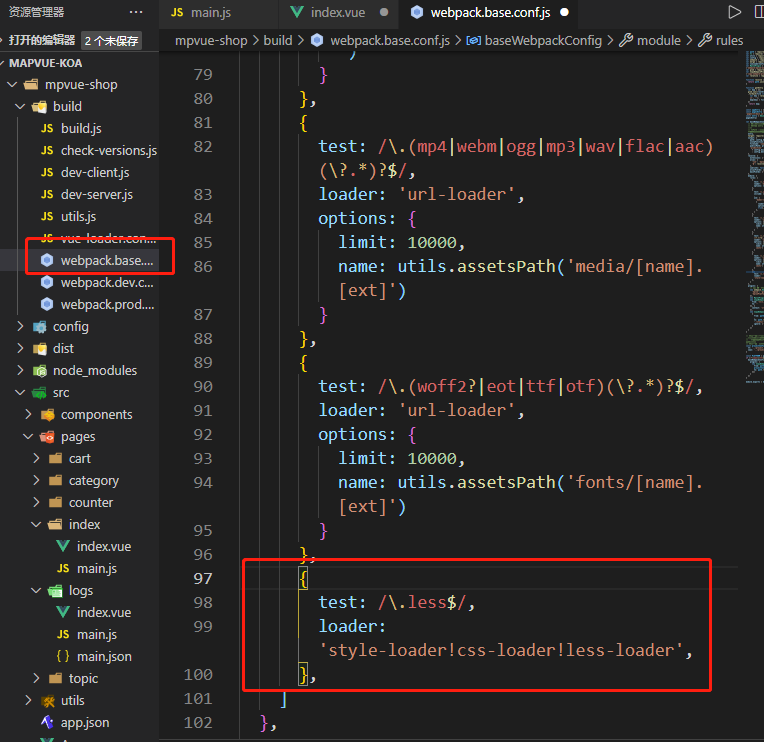 资源管理器
···
JS main.js
index.vue
webpack.base.conf.js
打开的编辑器
2 个未保存
mpvue-shop > build > webpack.base.conf.js > baseWebpackConfig > module > rules
MAPVUE-KOA
mpvue-shop
build
JS build.js
JS check-versions.js
JS dev-client.js
JS dev-server.js
JS utils.js
JS vue-loader.con...
webpack.base....
webpack.dev.c...
webpack.prod....
config
dist
node_modules
src
components
pages
cart
category
counter
index
index.vue
JS main.js
logs
index.vue
JS main.js
{ } main.json
topic
utils
app.json
79 }
80 },
81 {
82 test: /\.(mp4|webm|ogg|mp3|wav|flac|aac)
(\?.*)?$/,
83 loader: 'url-loader',
84 options: {
85 limit: 10000,
86 name: utils.assetsPath('media/[name].
[ext]')
87 }
88 },
89 {
90 test: /\.(woff2?|eot|ttf|otf)(\?.*)?$/,
91 loader: 'url-loader',
92 options: {
93 limit: 10000,
94 name: utils.assetsPath('fonts/[name].
[ext]')
95 }
96 },
97 {
98 test: /\.less$/,
99 loader:
'style-loader!css-loader!less-loader',
100 },
101 ]
102 },